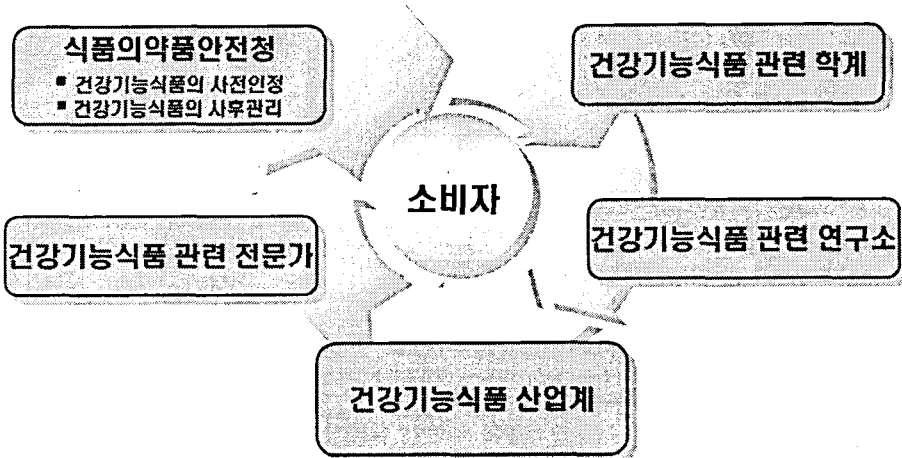 식품의약품안전청
▪ 건강기능식품의 사전인정
▪ 건강기능식품의 사후관리
건강기능식품 관련 학계
소비자
건강기능식품 관련 전문가
건강기능식품 관련 연구소
건강기능식품 산업계